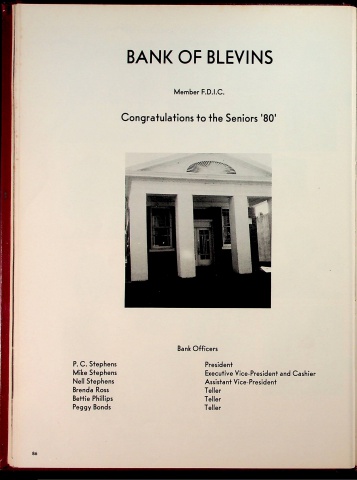 BANK OF BLEVINS
Member F.D.I.C.
Congratulations to the Seniors '80'
Bank Officers
P. C. Stephens President
Mike Stephens Executive Vice-President and Cashier
Nell Stephens Assistant Vice-President
Brenda Ross Teller
Bettie Phillips Teller
Peggy Bonds Teller
86